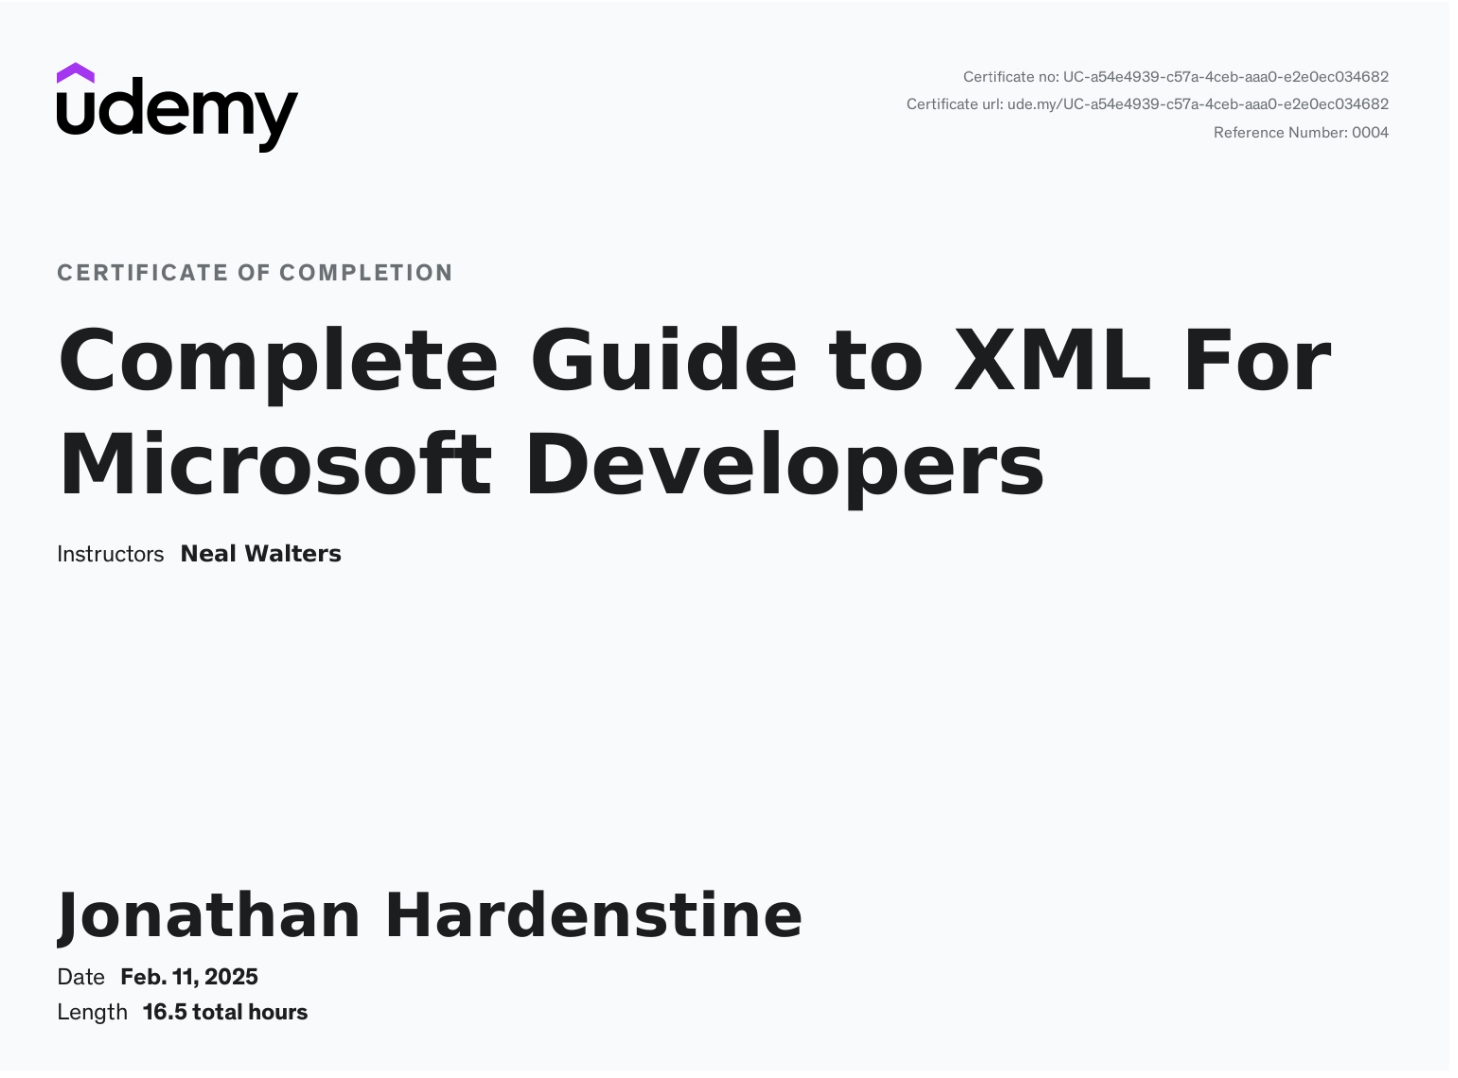 udemy
Certificate no: UC-a54e4939-c57a-4ceb-aaa0-e2e0ec034682
Certificate url: ude.my/UC-a54e4939-c57a-4ceb-aaa0-e2e0ec034682
Reference Number: 0004
CERTIFICATE OF COMPLETION
Complete Guide to XML For
Microsoft Developers
Instructors Neal Walters
Jonathan Hardenstine
Date Feb. 11, 2025
Length 16.5 total hours